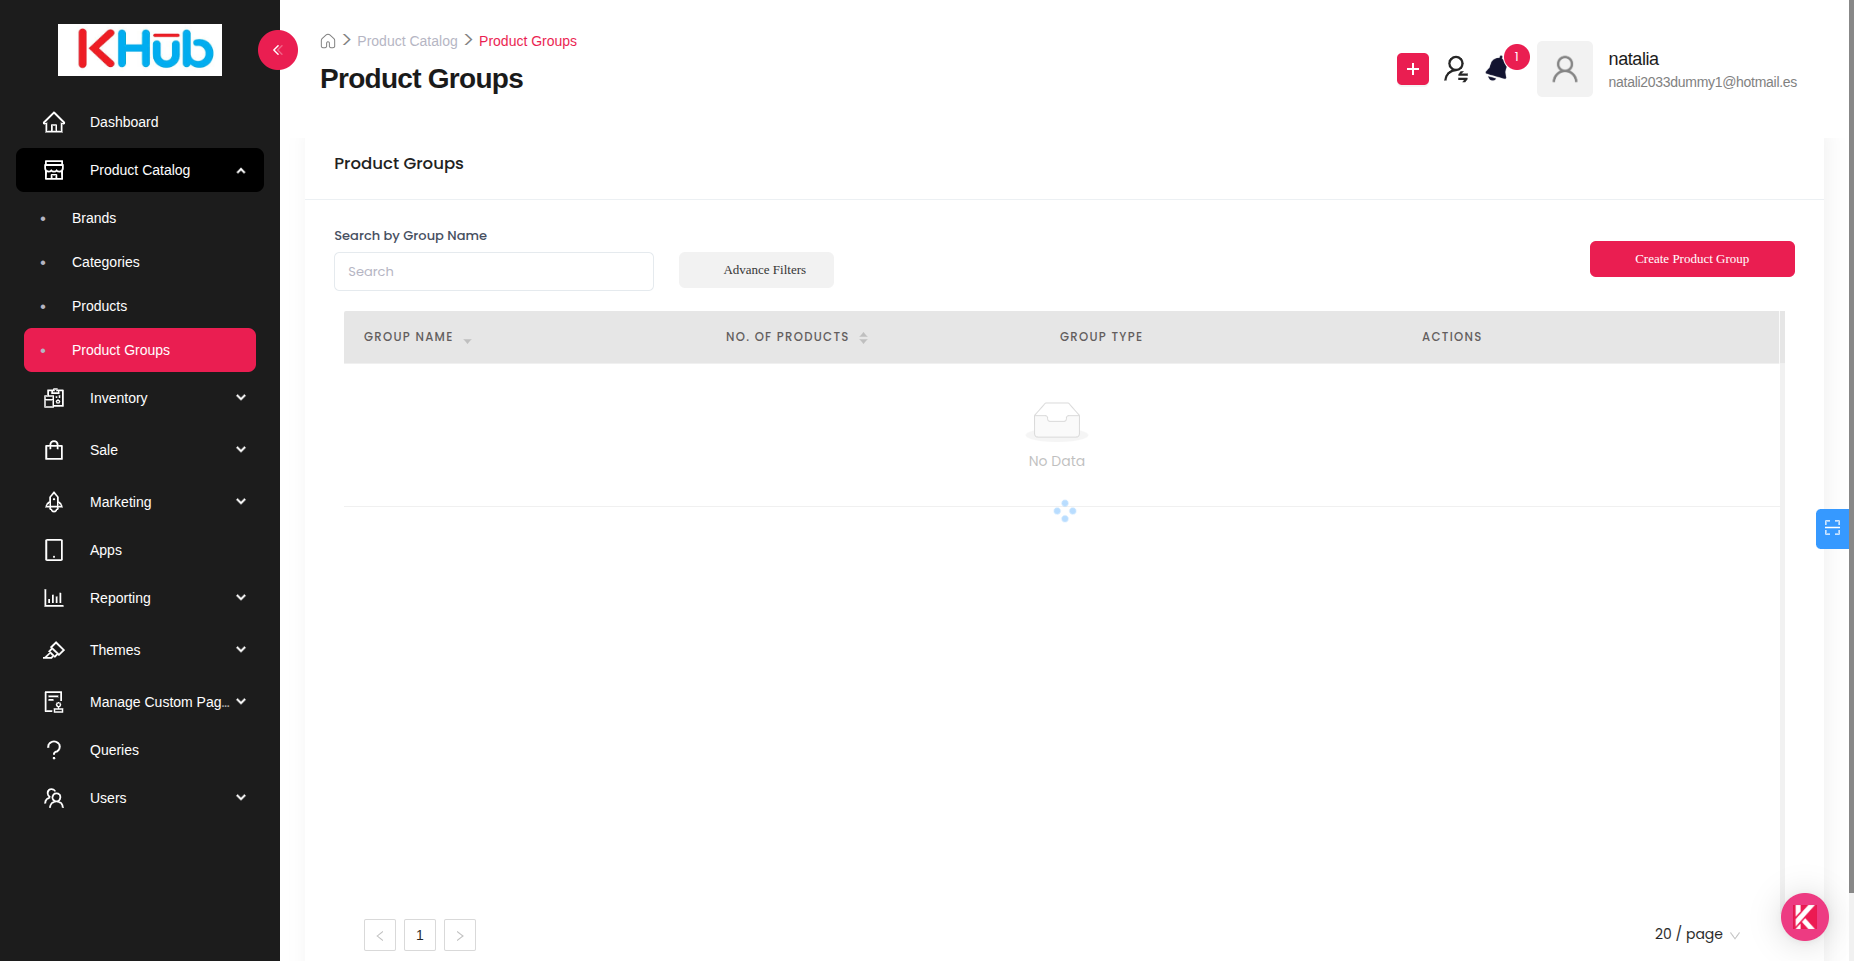 KHub
Dashboard
Product Catalog
Brands
Categories
Products
Product Groups
Inventory
Sale
Marketing
Apps
Reporting
Themes
Manage Custom Pag...
Queries
Users
Product Catalog
Product Groups
Product Groups
1
natalia
natali2033dummy1@hotmail.es
Product Groups
Search by Group Name
Search
Advance Filters
Create Product Group
GROUP NAME
NO. OF PRODUCTS
GROUP TYPE
ACTIONS
No Data
1
20 / page
K